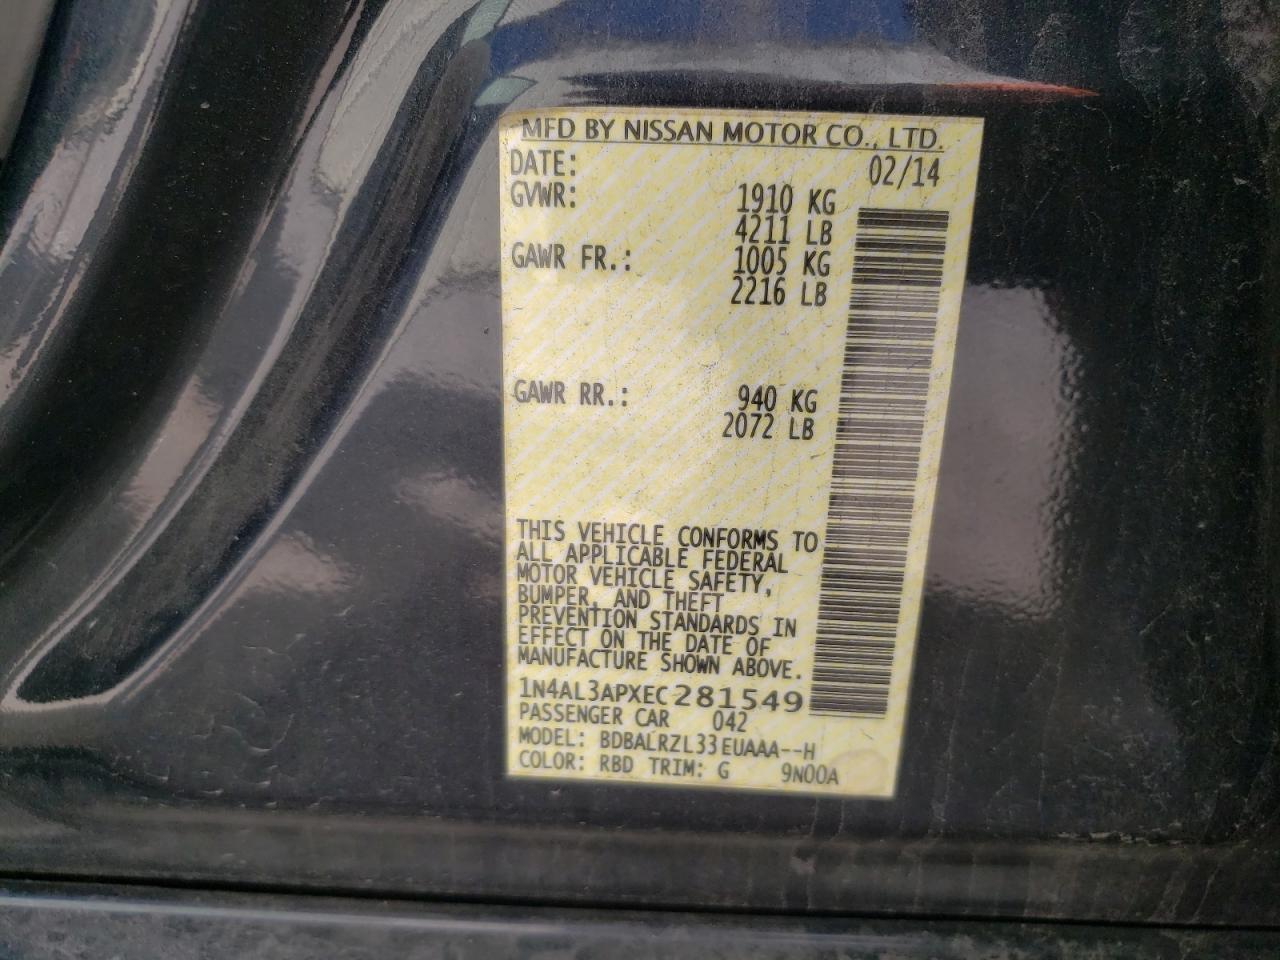 MFD BY NISSAN MOTOR CO., LTD.
DATE: 02/14
GVWR: 1910 KG
4211 LB
GAWR FR.: 1005 KG
2216 LB
GAWR RR.: 940 KG
2072 LB
THIS VEHICLE CONFORMS TO
ALL APPLICABLE FEDERAL
MOTOR VEHICLE SAFETY,
BUMPER, AND THEFT
PREVENTION STANDARDS IN
EFFECT ON THE DATE OF
MANUFACTURE SHOWN ABOVE.
1N4AL3APXEC281549
PASSENGER CAR 042
MODEL: BDBALRZL33EUAAA--H
COLOR: RBD TRIM: G 9N00A